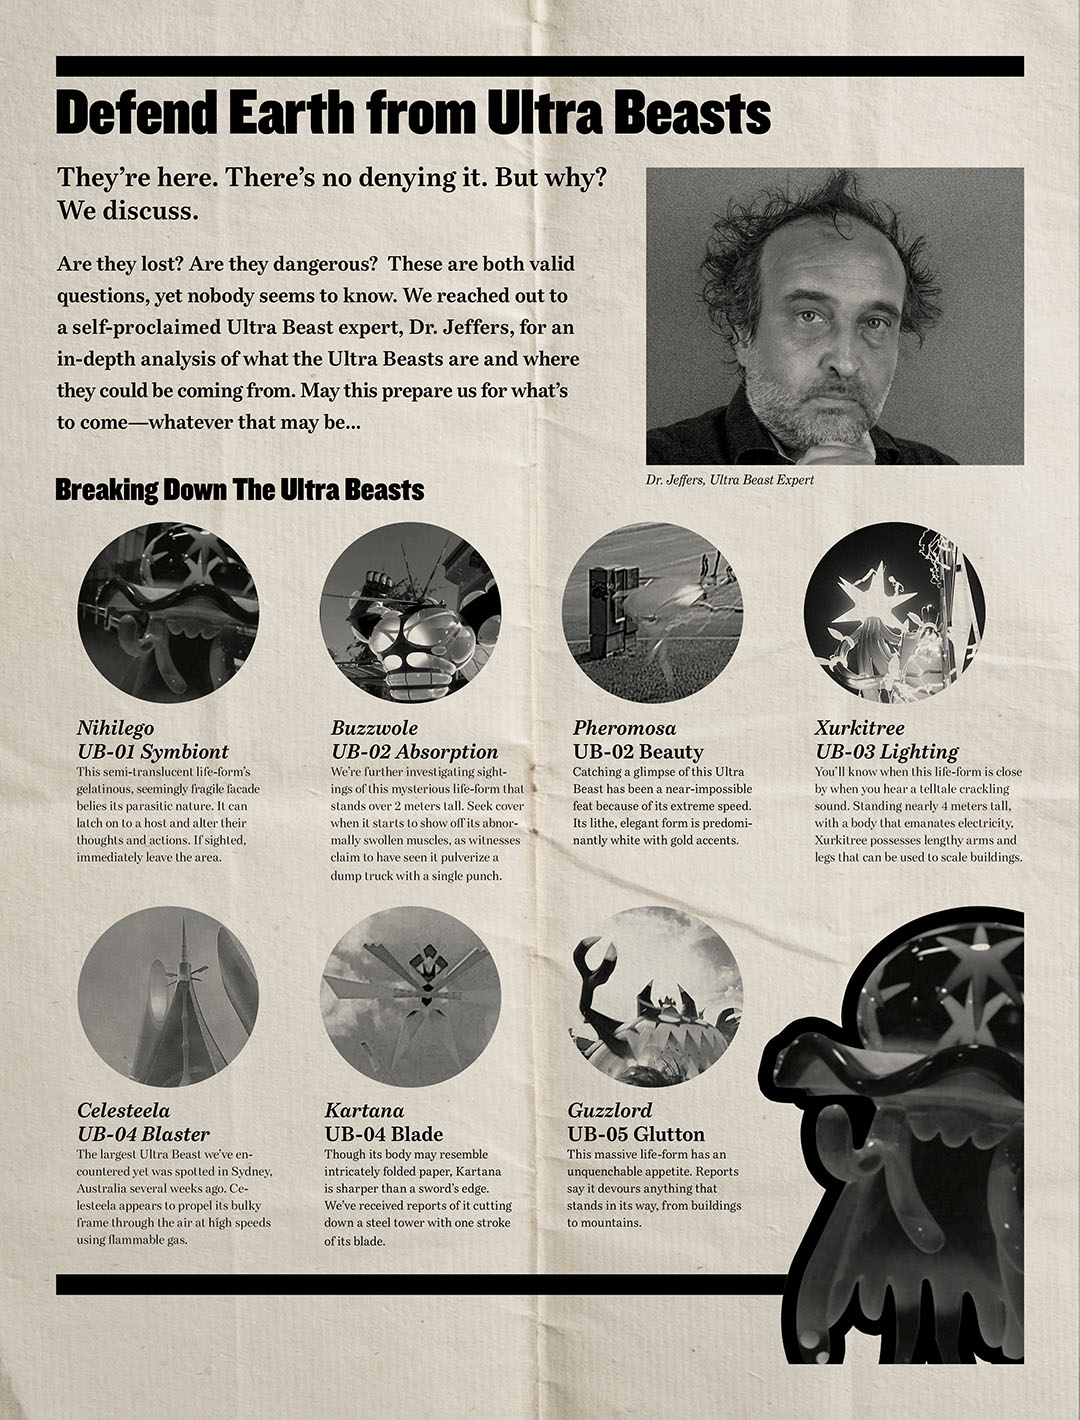 Defend Earth from Ultra Beasts
They’re here. There’s no denying it. But why?
We discuss.
Are they lost? Are they dangerous?  These are both valid
questions, yet nobody seems to know. We reached out to
a self-proclaimed Ultra Beast expert, Dr. Jeffers, for an
in-depth analysis of what the Ultra Beasts are and where
they could be coming from. May this prepare us for what’s
to come—whatever that may be...
Dr. Jeffers, Ultra Beast Expert
Breaking Down The Ultra Beasts
Nihilego
UB-01 Symbiont
This semi-translucent life-form’s
gelatinous, seemingly fragile facade
belies its parasitic nature. It can
latch on to a host and alter their
thoughts and actions. If sighted,
immediately leave the area.
Buzzwole
UB-02 Absorption
We’re further investigating sight-
ings of this mysterious life-form that
stands over 2 meters tall. Seek cover
when it starts to show off its abnor-
mally swollen muscles, as witnesses
claim to have seen it pulverize a
dump truck with a single punch.
Pheromosa
UB-02 Beauty
Catching a glimpse of this Ultra
Beast has been a near-impossible
feat because of its extreme speed.
Its lithe, elegant form is predomi-
nantly white with gold accents.
Xurkitree
UB-03 Lighting
You’ll know when this life-form is close
by when you hear a telltale crackling
sound. Standing nearly 4 meters tall,
with a body that emanates electricity,
Xurkitree possesses lengthy arms and
legs that can be used to scale buildings.
Celesteela
UB-04 Blaster
The largest Ultra Beast we’ve en-
countered yet was spotted in Sydney,
Australia several weeks ago. Ce-
lesteela appears to propel its bulky
frame through the air at high speeds
using flammable gas.
Kartana
UB-04 Blade
Though its body may resemble
intricately folded paper, Kartana
is sharper than a sword’s edge.
We’ve received reports of it cutting
down a steel tower with one stroke
of its blade.
Guzzlord
UB-05 Glutton
This massive life-form has an
unquenchable appetite. Reports
say it devours anything that
stands in its way, from buildings
to mountains.